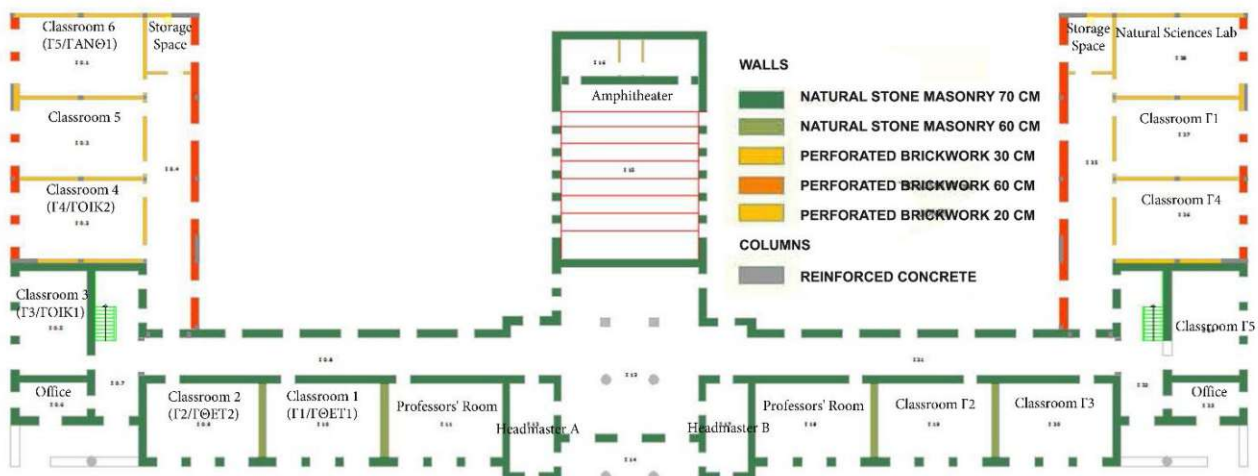 Classroom 6
(Γ5/ΓΑΝΘ1)
Storage
Space
Classroom 5
Classroom 4
(Γ4/ΓΟΙΚ2)
Classroom 3
(Γ3/ΓΟΙΚ1)
Office
Classroom 2
(Γ2/ΓΘΕΤ2)
Classroom 1
(Γ1/ΓΘΕΤ1)
Professors' Room
Headmaster A
Amphitheater
WALLS
NATURAL STONE MASONRY 70 CM
NATURAL STONE MASONRY 60 CM
PERFORATED BRICKWORK 30 CM
PERFORATED BRICKWORK 60 CM
PERFORATED BRICKWORK 20 CM
COLUMNS
REINFORCED CONCRETE
Headmaster B
Professors' Room
Classroom Γ2
Classroom Γ3
Storage
Space
Natural Sciences Lab
Classroom Γ1
Classroom Γ4
Classroom Γ5
Office